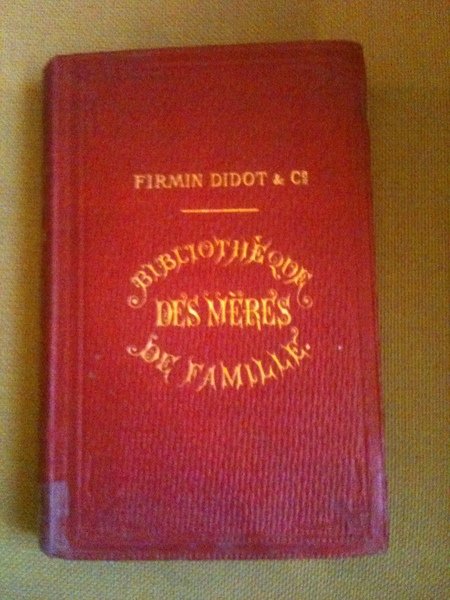 FIRMIN DIDOT & Cie
BIBLIOTHÈQUE
DES MÈRES
DE FAMILLE.